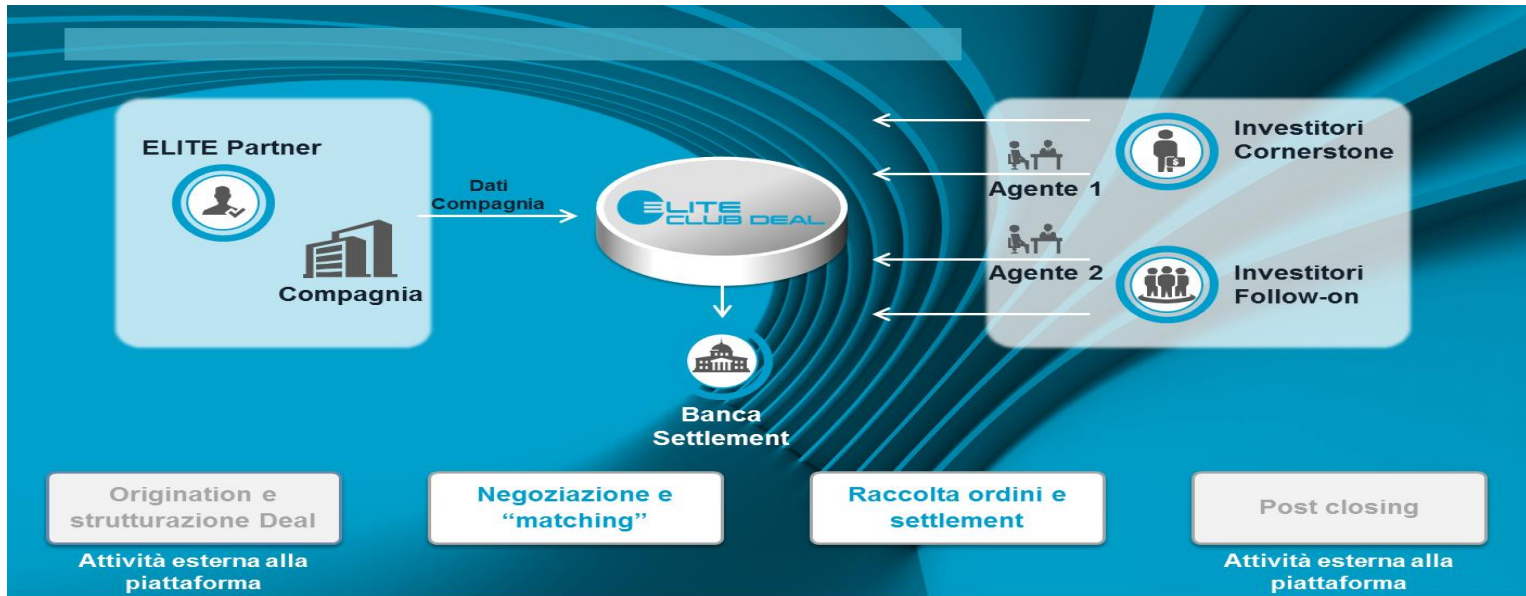 ELITE Partner
Compagnia
Dati
Compagnia
ELITE
CLUB DEAL
Banca
Settlement
Agente 1
Agente 2
Investitori
Cornerstone
Investitori
Follow-on
Origination e
strutturazione Deal
Attività esterna alla
piattaforma
Negoziazione e
“matching”
Raccolta ordini e
settlement
Post closing
Attività esterna alla
piattaforma